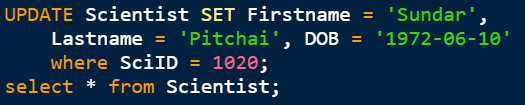 UPDATE Scientist SET Firstname = 'Sundar',
Lastname = 'Pitchai', DOB = '1972-06-10'
where SciID = 1020;
select * from Scientist;